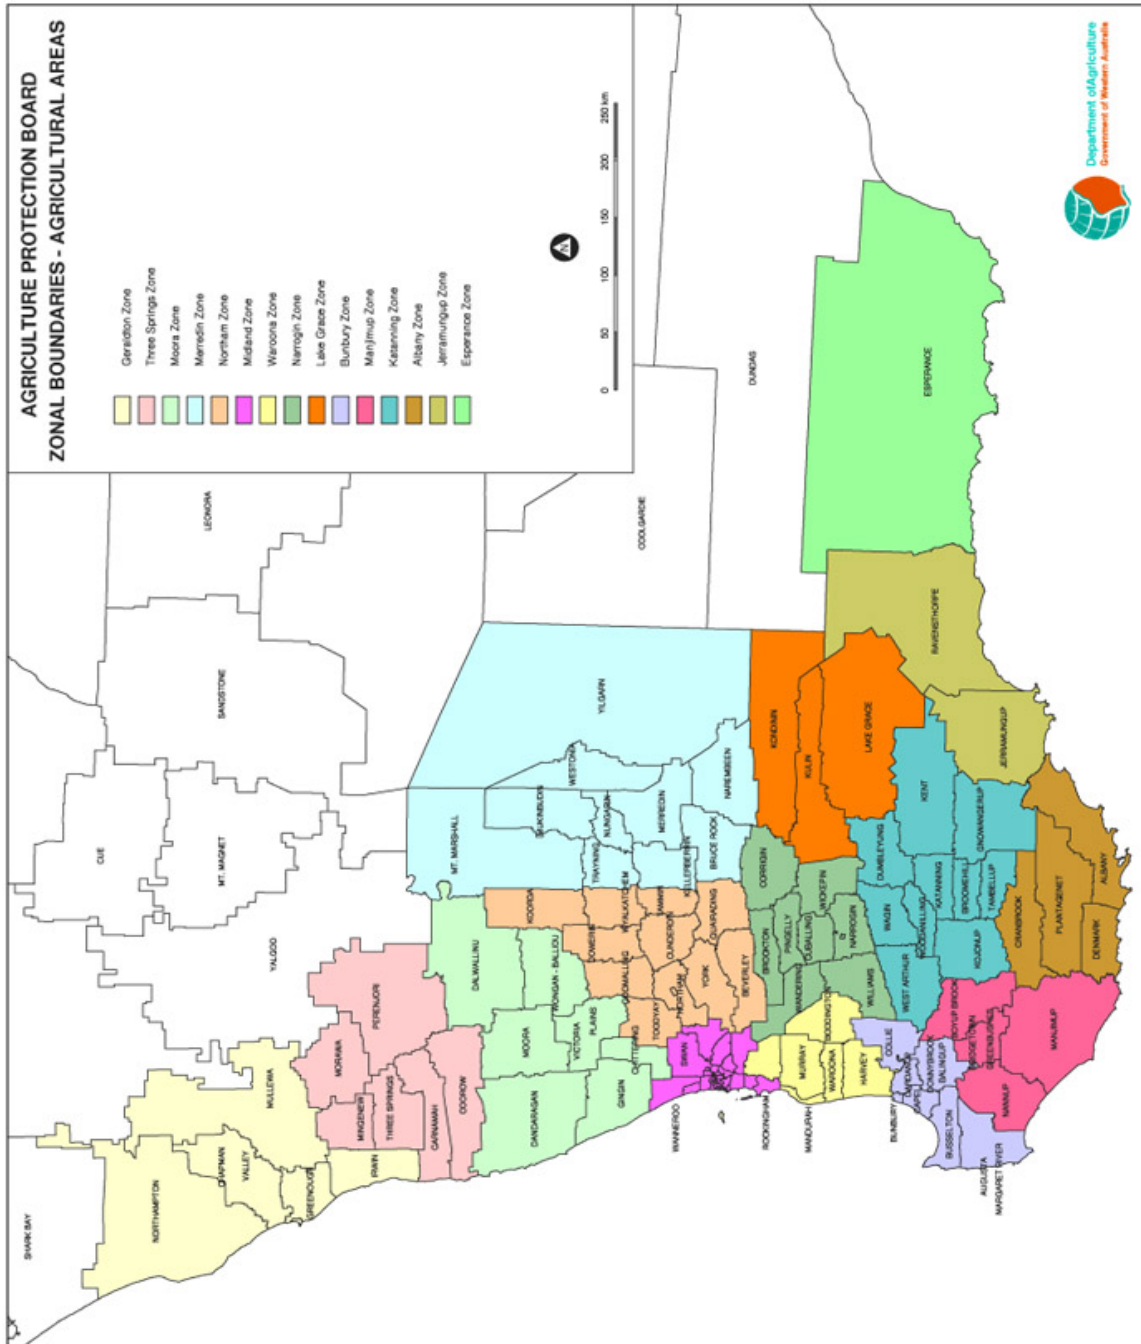 AGRICULTURE PROTECTION BOARD
ZONAL BOUNDARIES - AGRICULTURAL AREAS
Geraldton Zone
Three Springs Zone
Moora Zone
Merredin Zone
Northam Zone
Midland Zone
Waroona Zone
Narrogin Zone
Lake Grace Zone
Bunbury Zone
Manjimup Zone
Katanning Zone
Albany Zone
Jerramungup Zone
Esperance Zone
N
0 50 100 150 200 250 km
SHARK BAY
NORTHAMPTON
CHAPMAN
VALLEY
GREENOUGH
MULLEWA
IRWIN
CUE
MT. MAGNET
YALGOO
SANDSTONE
LEONORA
MORAWA
MINGENEW
THREE SPRINGS
PERENJORI
CARNAMAH
COOROW
DALWALLINU
MOORA
DANDARAGAN
VICTORIA
PLAINS
WONGAN - BALLIDU
GINGIN
CHITTERING
MT. MARSHALL
MUKINBUDIN
WESTONIA
YILGARN
NUNGARIN
TRAYNING
MERREDIN
KELLERBERRIN
BRUCE ROCK
NAREMBEEN
COOLGARDIE
DUNDAS
KOORDA
DOWERIN
WYALKATCHEM
GOOMALLING
TAMMIN
CUNDERDIN
QUAIRADING
TOODYAY
NORTHAM
YORK
BEVERLEY
SWAN
WANNEROO
ROCKINGHAM
MANDURAH
MURRAY
WAROONA
HARVEY
BODDINGTON
BROOKTON
CORRIGIN
PINGELLY
WANDERING
CUBALLING
WICKEPIN
NARROGIN
WILLIAMS
KONDININ
KULIN
LAKE GRACE
BUNBURY
COLLIE
DARDANUP
CAPEL
DONNYBROOK
BALINGUP
BUSSELTON
AUGUSTA
MARGARET RIVER
BOYUP BROOK
BRIDGETOWN
GREENBUSHES
NANNUP
MANJIMUP
WEST ARTHUR
WAGIN
DUMBLEYUNG
WOODANILLING
KATANNING
KENT
KOJONUP
BROOMEHILL
TAMBELLUP
GNOWANGERUP
CRANBROOK
PLANTAGENET
DENMARK
ALBANY
JERRAMUNGUP
RAVENSTHORPE
ESPERANCE
Department of Agriculture
Government of Western Australia